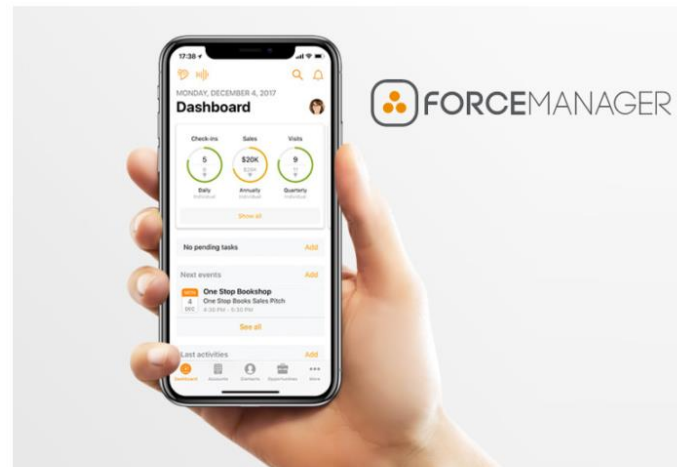 17:38
MONDAY, DECEMBER 4, 2017
Dashboard
Check-ins Sales Visits
5 $20K 9
Daily Annually Quarterly
Individual Individual Individual
Show all
No pending tasks Add
Next events Add
MON 4 DEC
One Stop Bookshop
One Stop Books Sales Pitch
4:30 PM - 5:30 PM
See all
Last activities Add
Dashboard Accounts Contacts Opportunities More
FORCEMANAGER